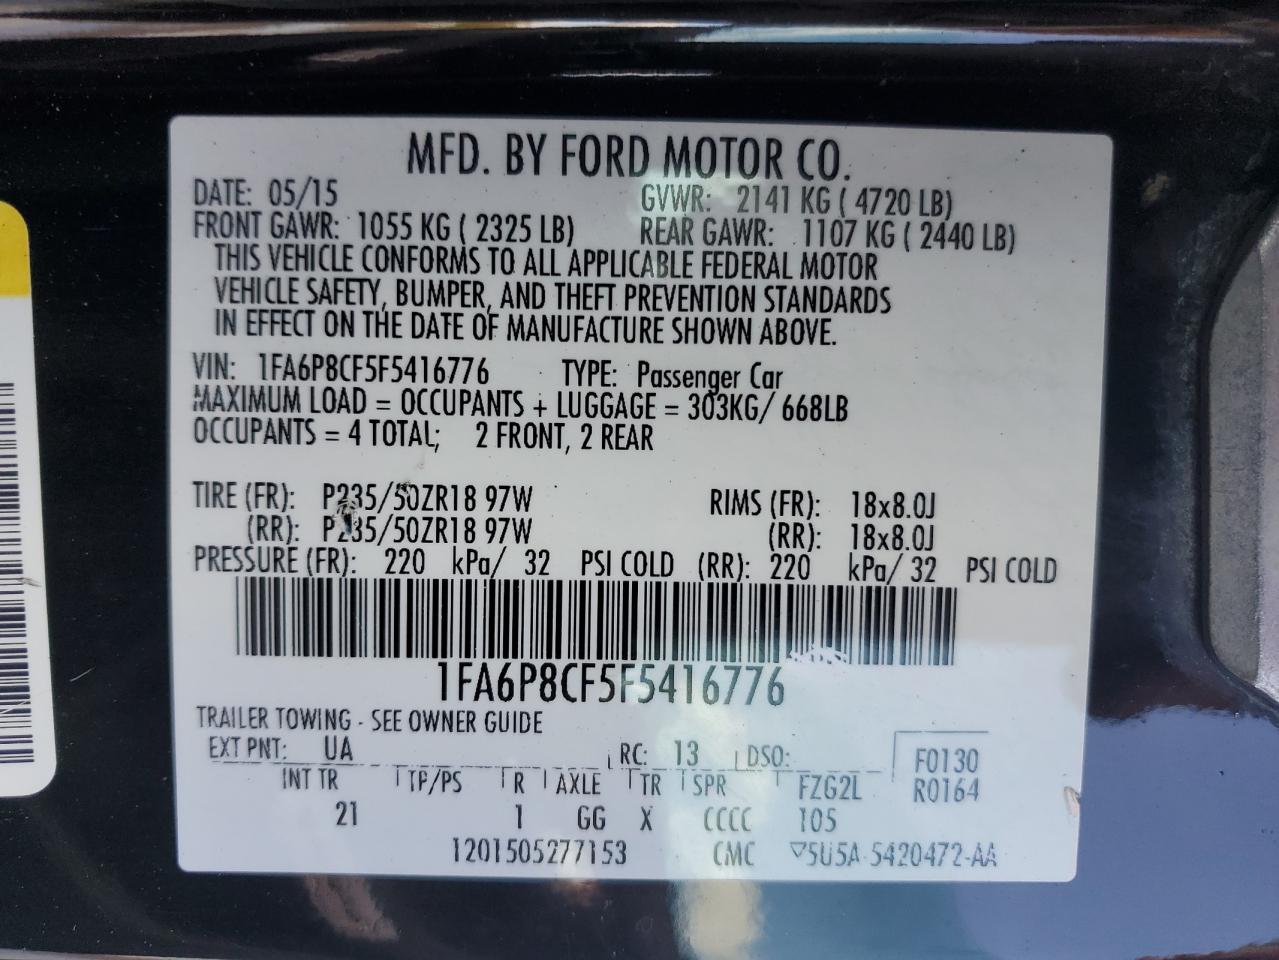 MFD. BY FORD MOTOR CO.
DATE: 05/15 GVWR: 2141 KG ( 4720 LB)
FRONT GAWR: 1055 KG ( 2325 LB) REAR GAWR: 1107 KG ( 2440 LB)
THIS VEHICLE CONFORMS TO ALL APPLICABLE FEDERAL MOTOR
VEHICLE SAFETY, BUMPER, AND THEFT PREVENTION STANDARDS
IN EFFECT ON THE DATE OF MANUFACTURE SHOWN ABOVE.
VIN: 1FA6P8CF5F5416776 TYPE: Passenger Car
MAXIMUM LOAD = OCCUPANTS + LUGGAGE = 303KG/ 668LB
OCCUPANTS = 4 TOTAL; 2 FRONT, 2 REAR
TIRE (FR): P235/50ZR18 97W RIMS (FR): 18x8.0J
(RR): P235/50ZR18 97W (RR): 18x8.0J
PRESSURE (FR): 220 kPa/ 32 PSI COLD (RR): 220 kPa/ 32 PSI COLD
1FA6P8CF5F5416776
TRAILER TOWING - SEE OWNER GUIDE
EXT PNT: UA RC: 13 DSO: F0130
INT TR TP/PS R AXLE TR SPR FZG2L R0164
21 1 GG X CCCC 105
1201505277153 CMC ▽5U5A-5420472-AA